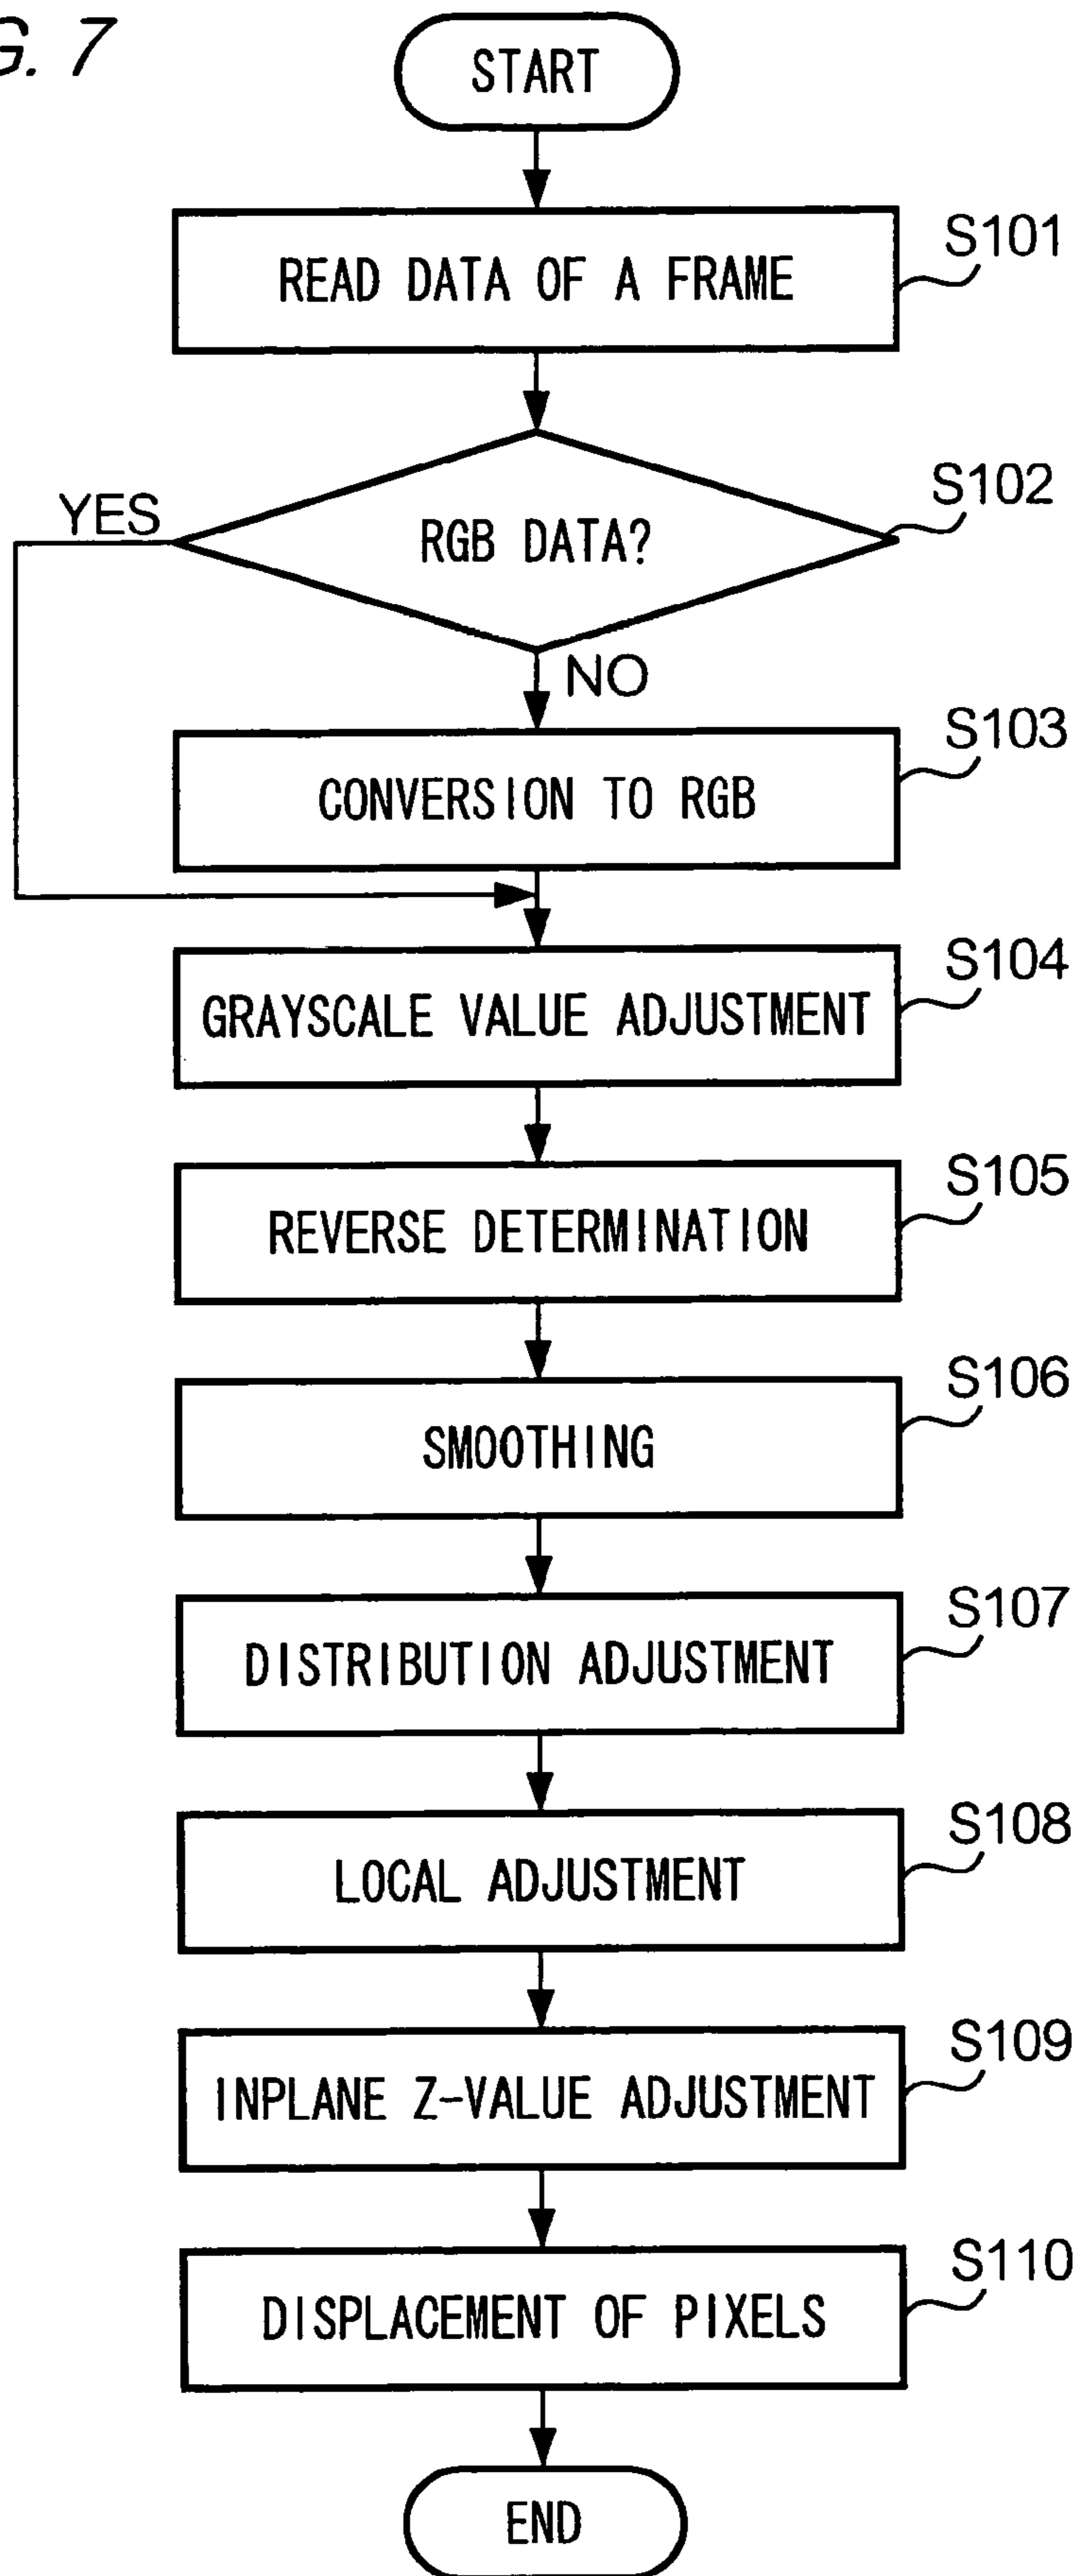 G. 7
START
READ DATA OF A FRAME
S101
RGB DATA?
S102
YES
NO
CONVERSION TO RGB
S103
GRAYSCALE VALUE ADJUSTMENT
S104
REVERSE DETERMINATION
S105
SMOOTHING
S106
DISTRIBUTION ADJUSTMENT
S107
LOCAL ADJUSTMENT
S108
INPLANE Z-VALUE ADJUSTMENT
S109
DISPLACEMENT OF PIXELS
S110
END